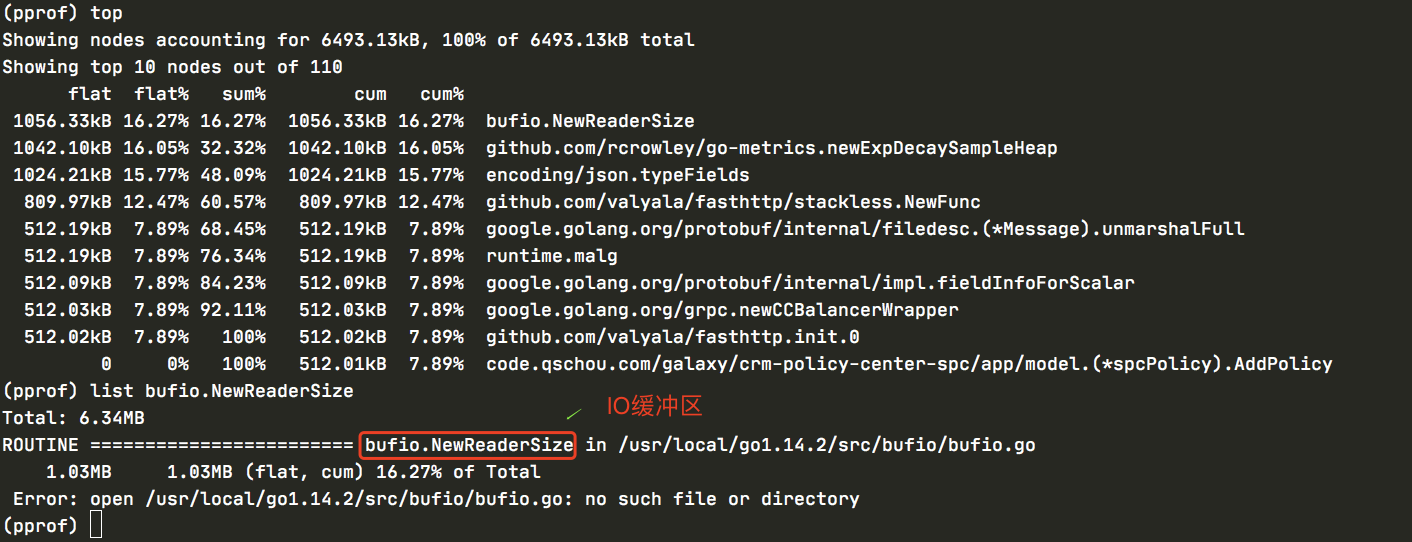 (pprof) top
Showing nodes accounting for 6493.13kB, 100% of 6493.13kB total
Showing top 10 nodes out of 110
      flat  flat%   sum%        cum   cum%
 1056.33kB 16.27% 16.27%  1056.33kB 16.27%  bufio.NewReaderSize
 1042.10kB 16.05% 32.32%  1042.10kB 16.05%  github.com/rcrowley/go-metrics.newExpDecaySampleHeap
 1024.21kB 15.77% 48.09%  1024.21kB 15.77%  encoding/json.typeFields
  809.97kB 12.47% 60.57%   809.97kB 12.47%  github.com/valyala/fasthttp/stackless.NewFunc
  512.19kB  7.89% 68.45%   512.19kB  7.89%  google.golang.org/protobuf/internal/filedesc.(*Message).unmarshalFull
  512.19kB  7.89% 76.34%   512.19kB  7.89%  runtime.malg
  512.09kB  7.89% 84.23%   512.09kB  7.89%  google.golang.org/protobuf/internal/impl.fieldInfoForScalar
  512.03kB  7.89% 92.11%   512.03kB  7.89%  google.golang.org/grpc.newCCBalancerWrapper
  512.02kB  7.89%   100%   512.02kB  7.89%  github.com/valyala/fasthttp.init.0
         0     0%   100%   512.01kB  7.89%  code.qschou.com/galaxy/crm-policy-center-spc/app/model.(*spcPolicy).AddPolicy
(pprof) list bufio.NewReaderSize
IO缓冲区
Total: 6.34MB
ROUTINE ======================== bufio.NewReaderSize in /usr/local/go1.14.2/src/bufio/bufio.go
    1.03MB     1.03MB (flat, cum) 16.27% of Total
 Error: open /usr/local/go1.14.2/src/bufio/bufio.go: no such file or directory
(pprof)